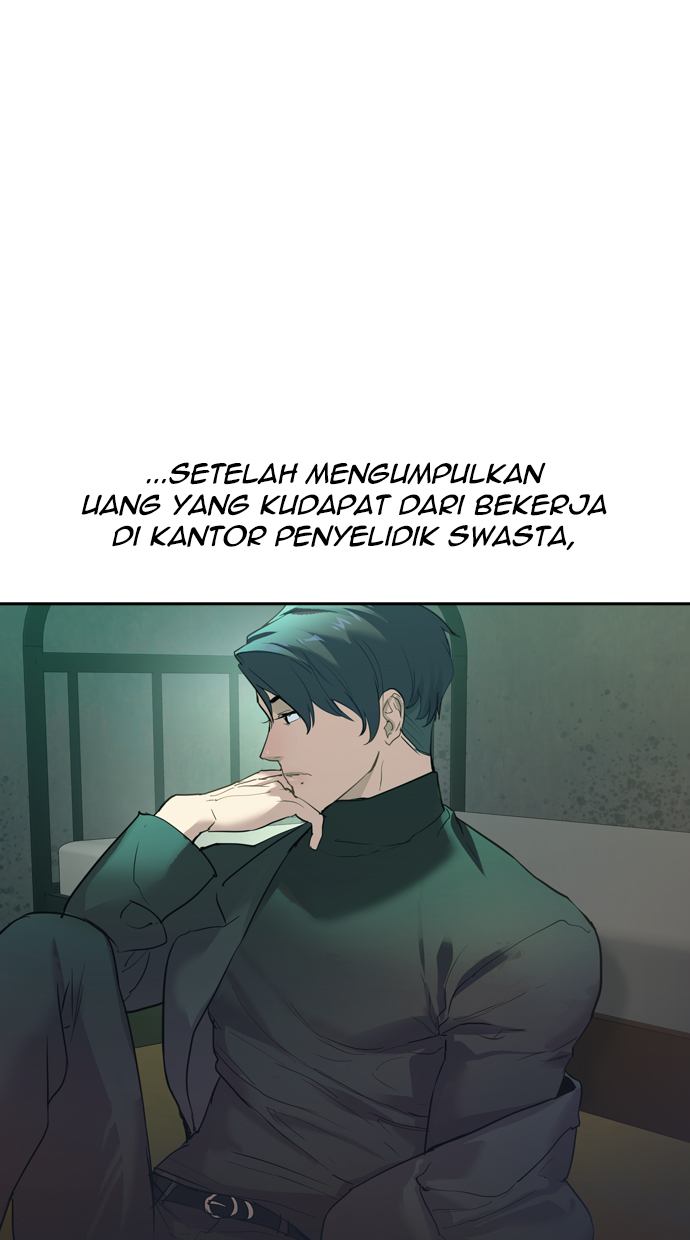 ...SETELAH MENGUMPULKAN
UANG YANG KUDAPAT DARI BEKERJA
DI KANTOR PENYELIDIK SWASTA,